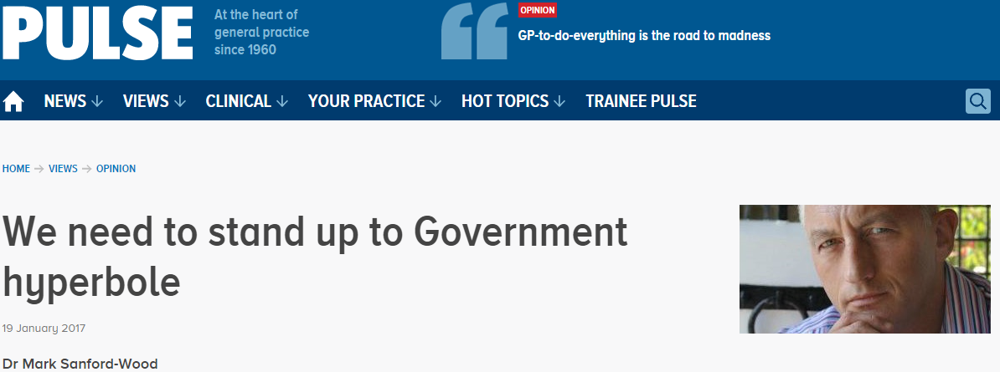 PULSE
At the heart of
general practice
since 1960
OPINION
GP-to-do-everything is the road to madness
NEWS VIEWS CLINICAL YOUR PRACTICE HOT TOPICS TRAINEE PULSE
HOME VIEWS OPINION
We need to stand up to Government
hyperbole
19 January 2017
Dr Mark Sanford-Wood